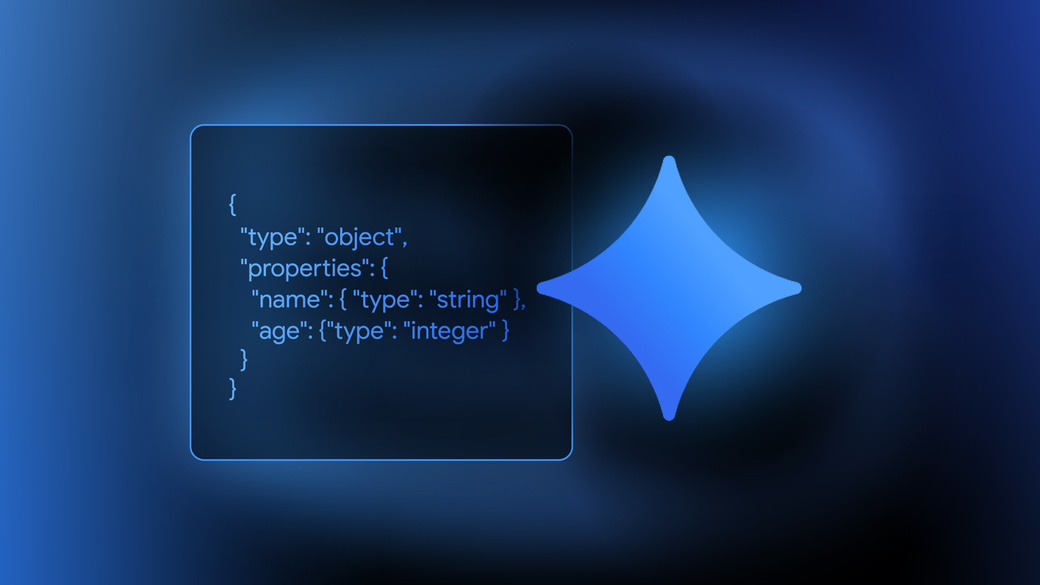 {
"type": "object",
"properties": {
"name": { "type": "string" },
"age": {"type": "integer" }
}
}